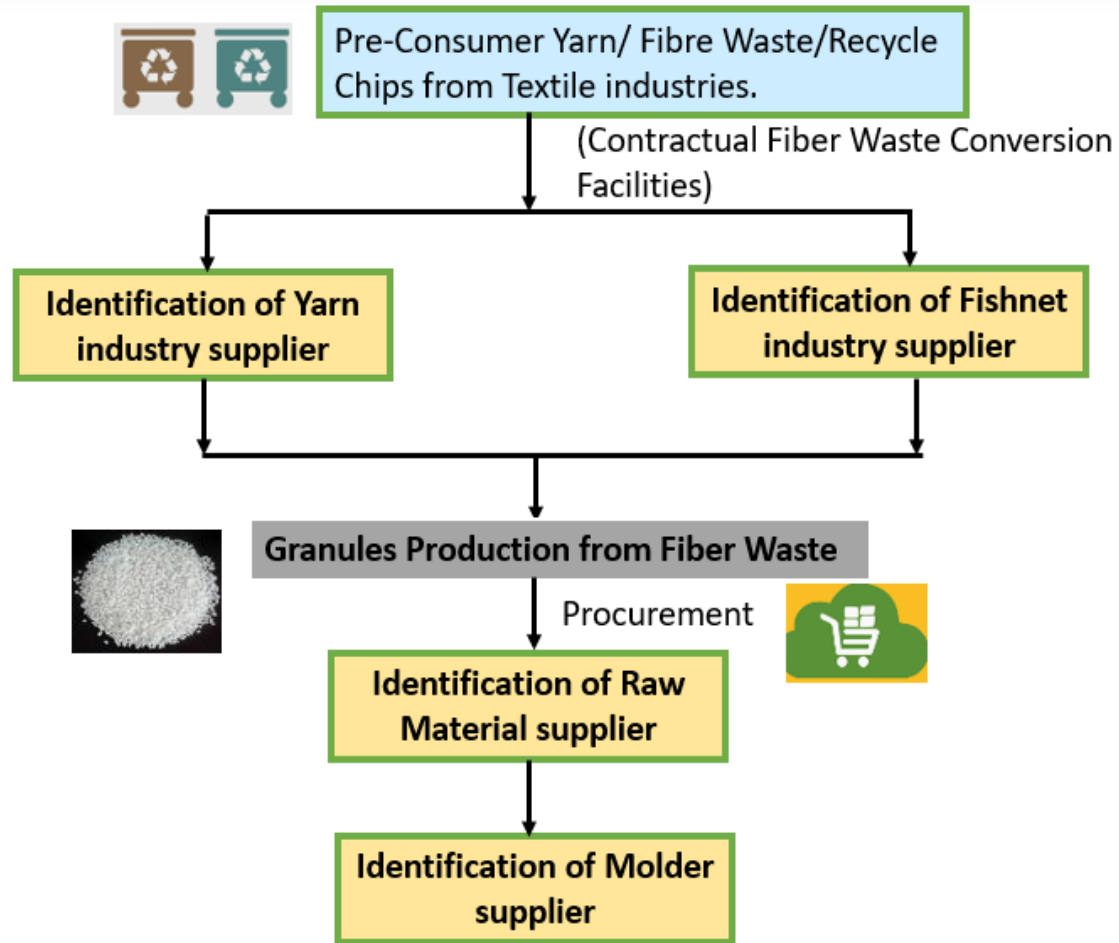 Pre-Consumer Yarn/ Fibre Waste/Recycle
Chips from Textile industries.
(Contractual Fiber Waste Conversion
Facilities)
Identification of Yarn
industry supplier
Identification of Fishnet
industry supplier
Granules Production from Fiber Waste
Procurement
Identification of Raw
Material supplier
Identification of Molder
supplier